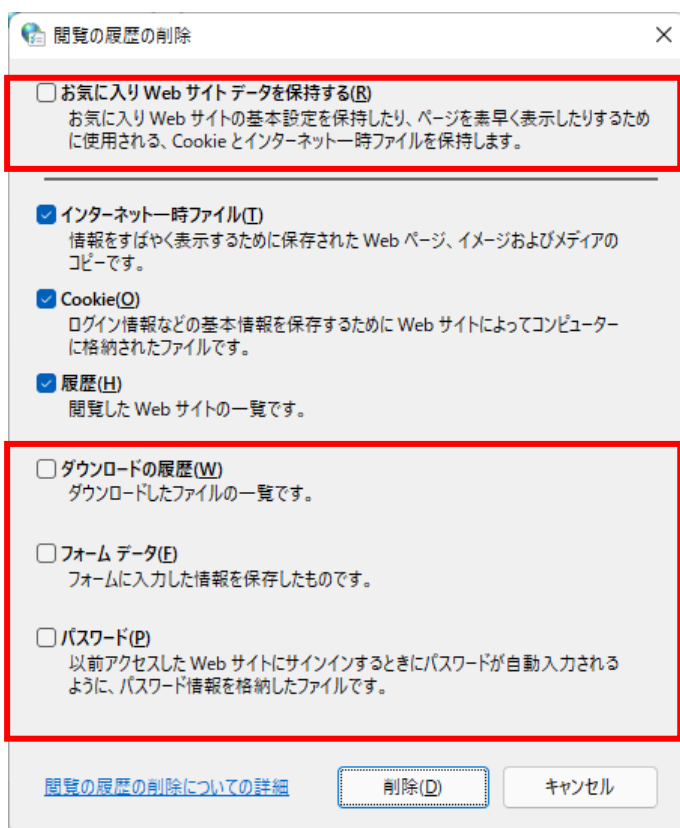 閲覧の履歴の削除
お気に入り Web サイト データを保持する(R)
お気に入り Web サイトの基本設定を保持したり、ページを素早く表示したりするため
に使用される、Cookie とインターネット一時ファイルを保持します。
インターネット一時ファイル(T)
情報をすばやく表示するために保存された Web ページ、イメージおよびメディアの
コピーです。
Cookie(O)
ログイン情報などの基本情報を保存するために Web サイトによってコンピューター
に格納されたファイルです。
履歴(H)
閲覧した Web サイトの一覧です。
ダウンロードの履歴(W)
ダウンロードしたファイルの一覧です。
フォーム データ(F)
フォームに入力した情報を保存したものです。
パスワード(P)
以前アクセスした Web サイトにサインインするときにパスワードが自動入力される
ように、パスワード情報を格納したファイルです。
閲覧の履歴の削除についての詳細
削除(D)
キャンセル